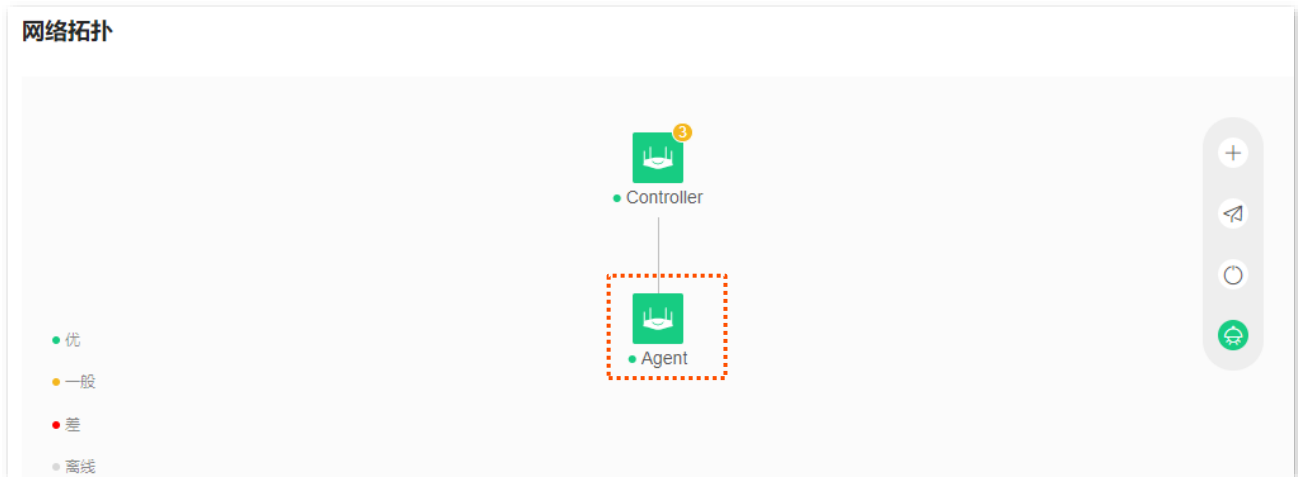 网络拓扑
3
Controller
Agent
优
一般
差
离线